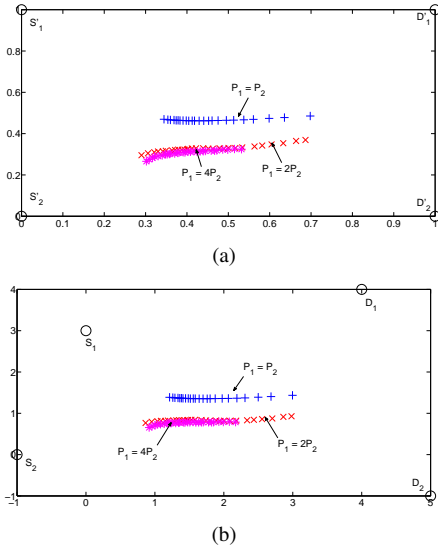 1
0.8
0.6
0.4
0.2
0
0 0.1 0.2 0.3 0.4 0.5 0.6 0.7 0.8 0.9 1
S'₁
D'₁
P₁ = P₂
P₁ = 4P₂
P₁ = 2P₂
S'₂
D'₂
(a)
4
3
2
1
0
−1
−1 0 1 2 3 4 5
D₁
S₁
P₁ = P₂
P₁ = 4P₂
P₁ = 2P₂
S₂
D₂
(b)